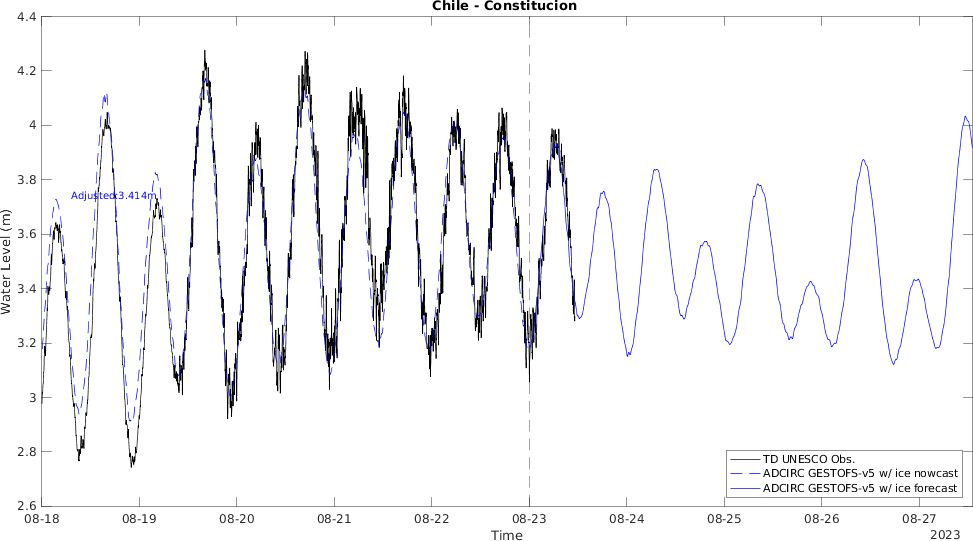 Chile - Constitucion
4.4
4.2
4
3.8
3.6
3.4
3.2
3
2.8
2.6
Water Level (m)
Adjusted:3.414m
TD UNESCO Obs.
ADCIRC GESTOFS-v5 w/ ice nowcast
ADCIRC GESTOFS-v5 w/ ice forecast
08-18 08-19 08-20 08-21 08-22 08-23 08-24 08-25 08-26 08-27
Time
2023